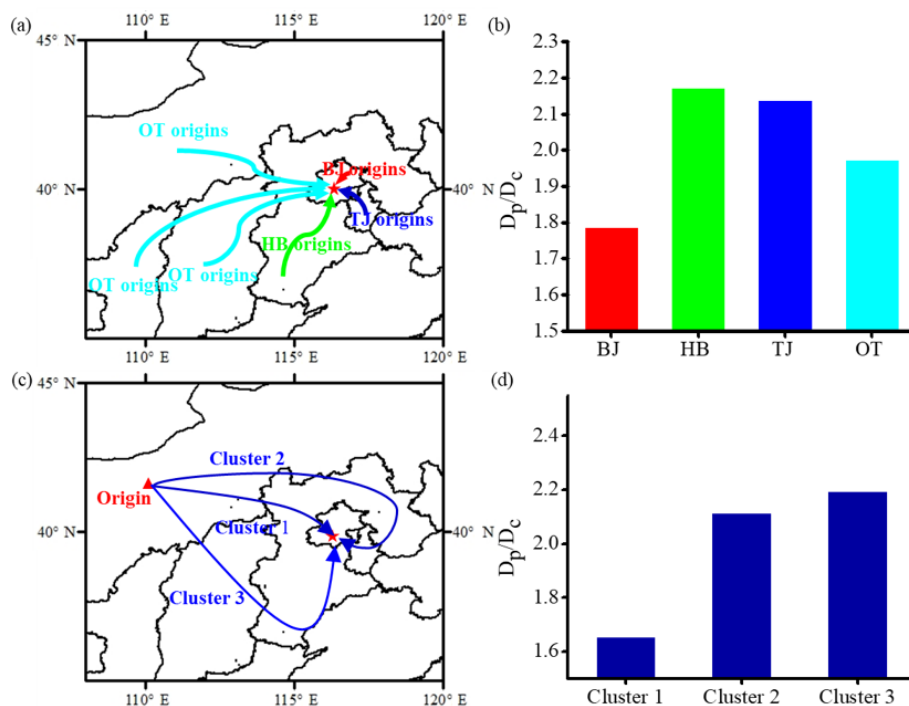 (a)
110° E 115° E 120° E
45° N
40° N
40° N
OT origins
BJ origins
TJ origins
HB origins
OT origins
OT origins
110° E 115° E 120° E
(b)
2.3
2.2
2.1
2.0
1.9
1.8
1.7
1.6
1.5
Dp/Dc
BJ HB TJ OT
(c)
45° N
40° N
40° N
Cluster 2
Origin
Cluster 1
Cluster 3
110° E 115° E 120° E
(d)
2.4
2.2
2.0
1.8
1.6
Dp/Dc
Cluster 1 Cluster 2 Cluster 3